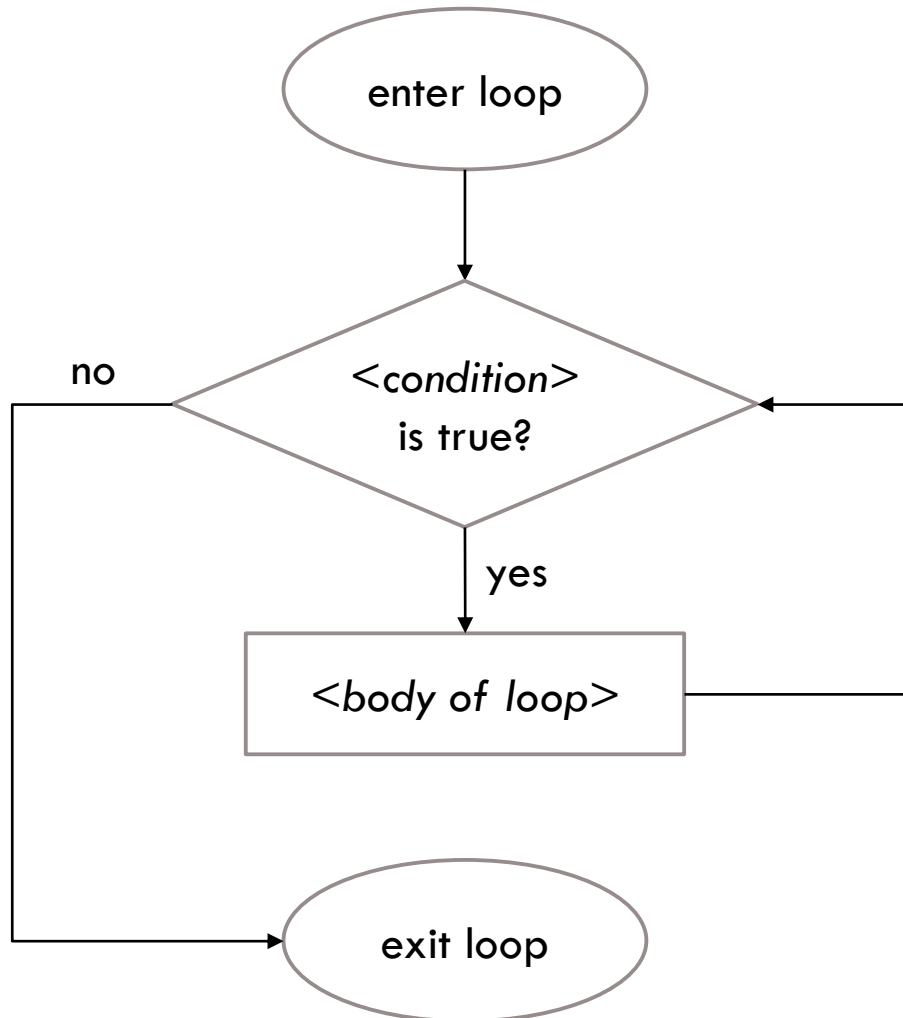 enter loop
<condition>
is true?
no
yes
<body of loop>
exit loop